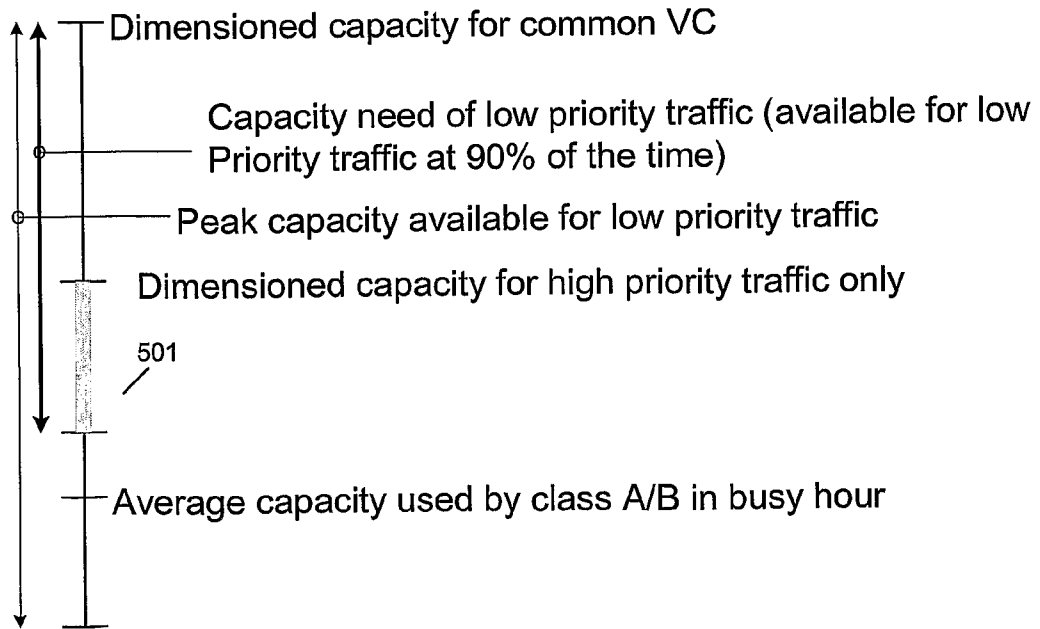 Dimensioned capacity for common VC
Capacity need of low priority traffic (available for low
Priority traffic at 90% of the time)
Peak capacity available for low priority traffic
Dimensioned capacity for high priority traffic only
501
Average capacity used by class A/B in busy hour